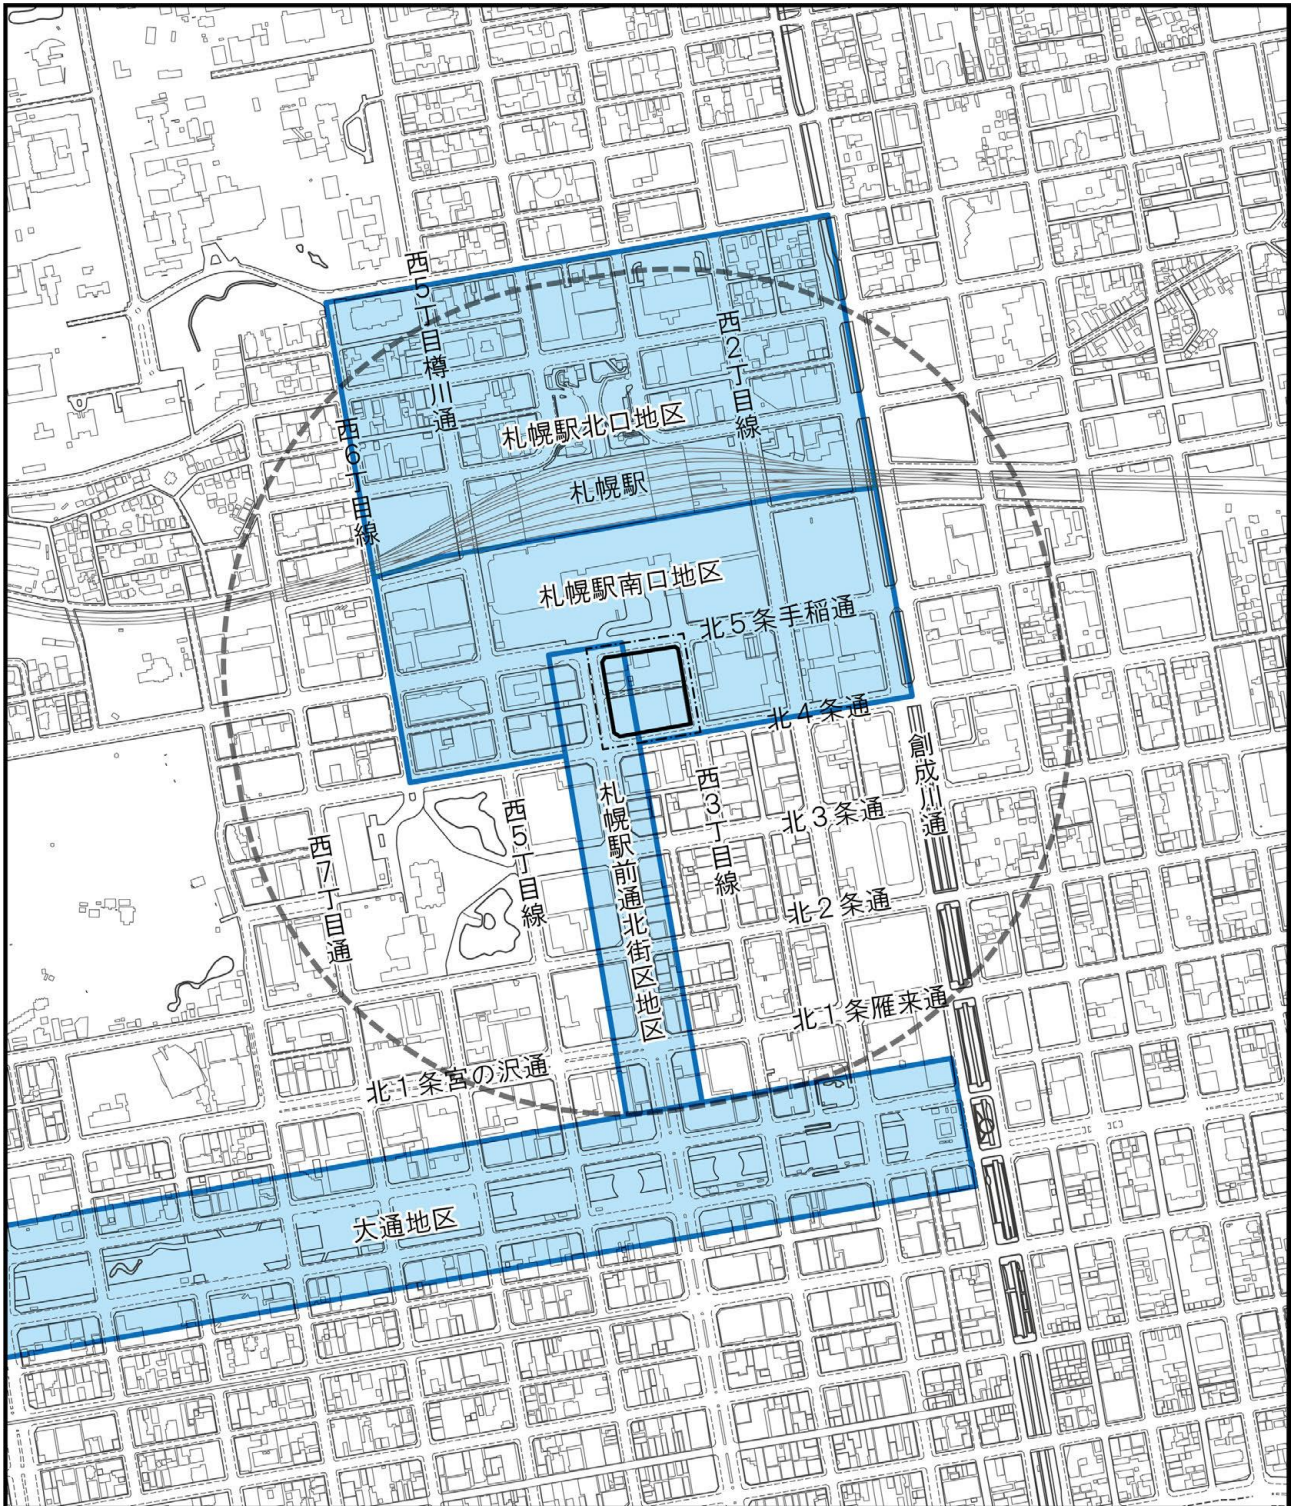 西5丁目樽川通
西2丁目線
札幌駅北口地区
西6丁目線
札幌駅
札幌駅南口地区
北5条手稲通
北4条通
創成川通
西3丁目線
札幌駅前通北街区地区
北3条通
西5丁目線
西7丁目通
北2条通
北1条雁来通
北1条宮の沢通
大通地区